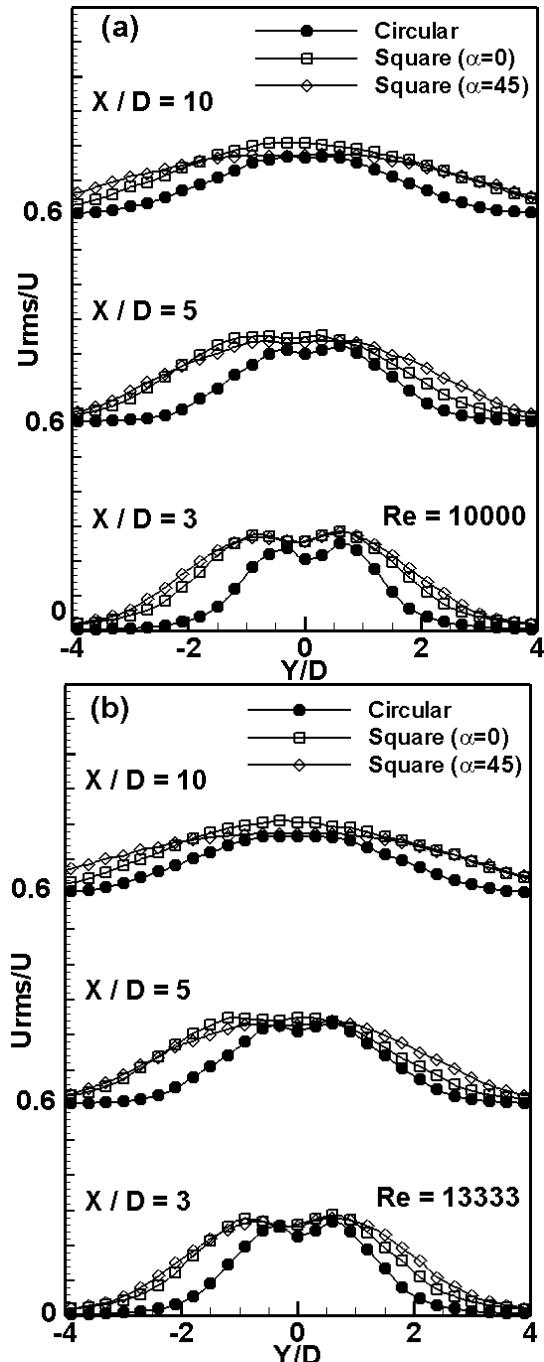 (a)
Circular
Square (α=0)
Square (α=45)
X / D = 10
0.6
Urms/U
X / D = 5
0.6
X / D = 3
Re = 10000
0
-4 -2 0 2 4
Y/D
(b)
Circular
Square (α=0)
Square (α=45)
X / D = 10
0.6
Urms/U
X / D = 5
0.6
X / D = 3
Re = 13333
0
-4 -2 0 2 4
Y/D